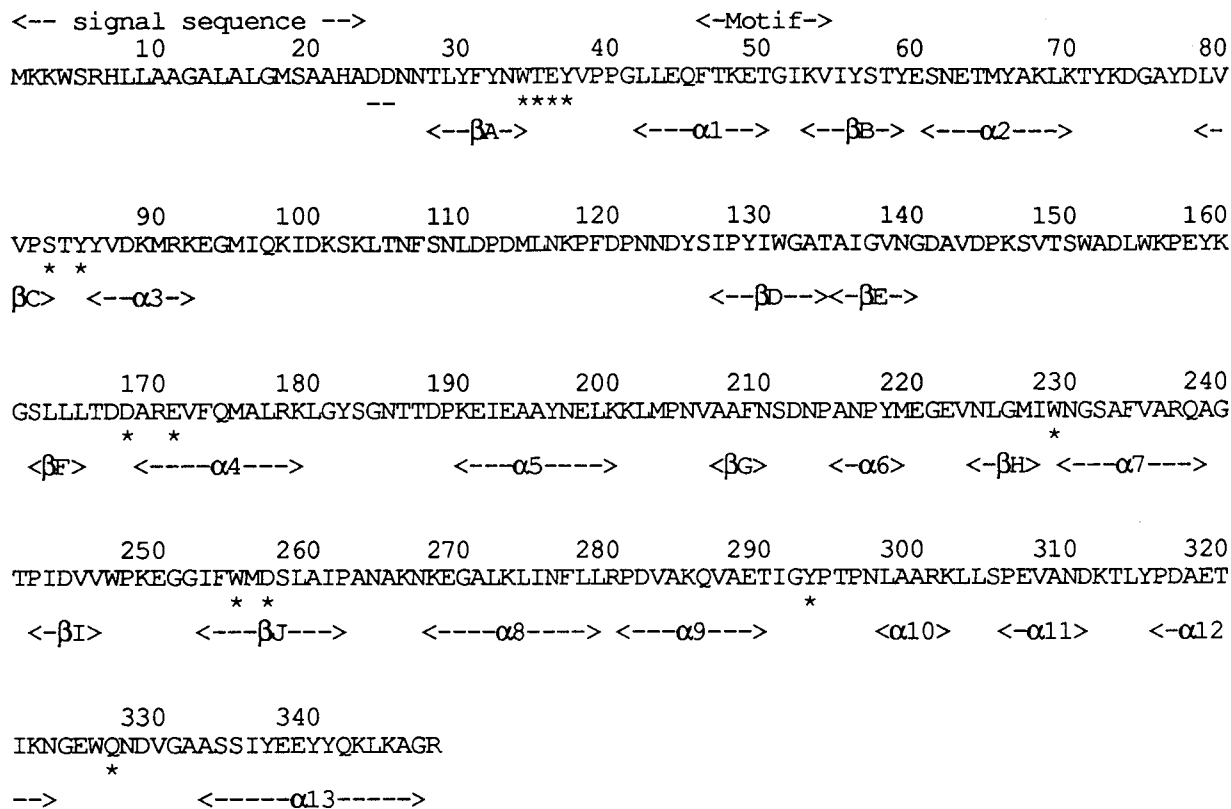 <-- signal sequence --> <-Motif->
10 20 30 40 50 60 70 80
MKKWSRHLLAAGALALGMSAAHADDNNTLYFYNWTEYVPPGLLEQFTKETGIKVIYSTYESNETMYAKLKTYKDGAYDLV
-- ****
<--βA--> <---α1---> <--βB--> <----α2----> <-
90 100 110 120 130 140 150 160
VPSTYYVDKMRKEGMIQKIDKSKLTNFSNLDPDMLNKPFDPNNDYSIPYIWGATAIGVNGDAVDPKSVTSWADLWKPEYK
* *
βC> <--α3-> <--βD---><--βE->
170 180 190 200 210 220 230 240
GSLLLTDDAREVFQMALRKLGYSGNTTDPKEIEAAYNELKKLMPNVAAFNSDNPANPYMEGEVNLGMIWNGSAFVARQAG
* * *
<βF> <----α4----> <---α5----> <βG> <-α6> <-βH> <---α7---->
250 260 270 280 290 300 310 320
TPIDVVWPKEGGIFWMDSLAIPANAKNKEGALKLINFLLRPDVAKQVAETIGYPTPNLAARKLLSPEVANDKTLYPDAET
* * *
<-βI> <---βJ----> <----α8----> <---α9----> <α10> <-α11> <--α12
330 340
IKNGEWQNDVGAASSIYEEYYQKLKAGR
*
--> <-----α13----->